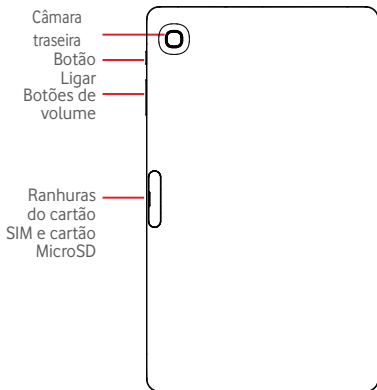 Câmara
traseira
Botão
Ligar
Botões de
volume
Ranhuras
do cartão
SIM e cartão
MicroSD